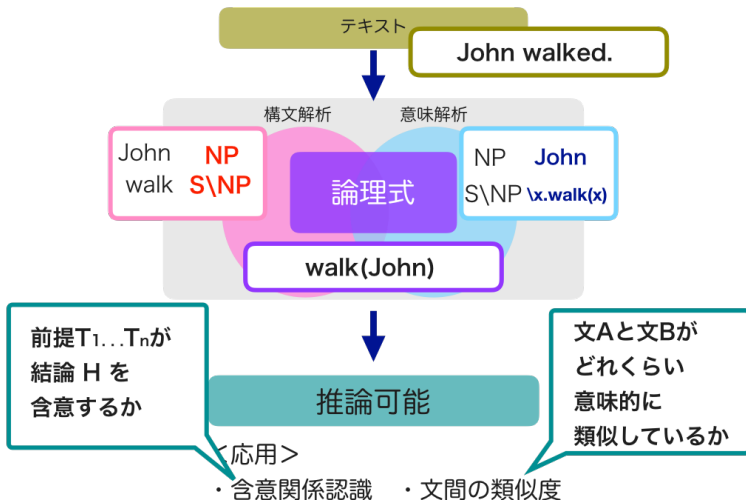 テキスト
John walked.
構文解析
意味解析
John NP
walk S\NP
論理式
NP John
S\NP \x.walk(x)
walk(John)
前提T1...Tnが
結論 H を
含意するか
文Aと文Bが
どれくらい
意味的に
類似しているか
推論可能
<応用>
・含意関係認識 ・文間の類似度